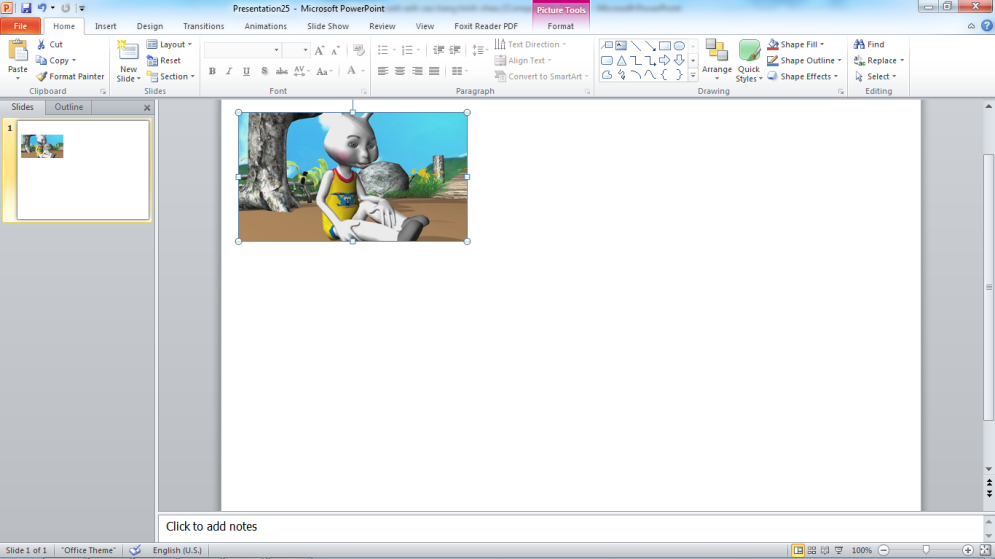 Presentation25 - Microsoft PowerPoint
Picture Tools
File Home Insert Design Transitions Animations Slide Show Review View Foxit Reader PDF Format
Paste
Cut
Copy
Format Painter
Clipboard
New Slide
Layout
Reset
Section
Slides
B I U S abc AV Aa A
Font
Text Direction
Align Text
Convert to SmartArt
Paragraph
Arrange
Quick Styles
Shape Fill
Shape Outline
Shape Effects
Drawing
Find
Replace
Select
Editing
Slides Outline
1
Click to add notes
Slide 1 of 1 "Office Theme" English (U.S.) 100%